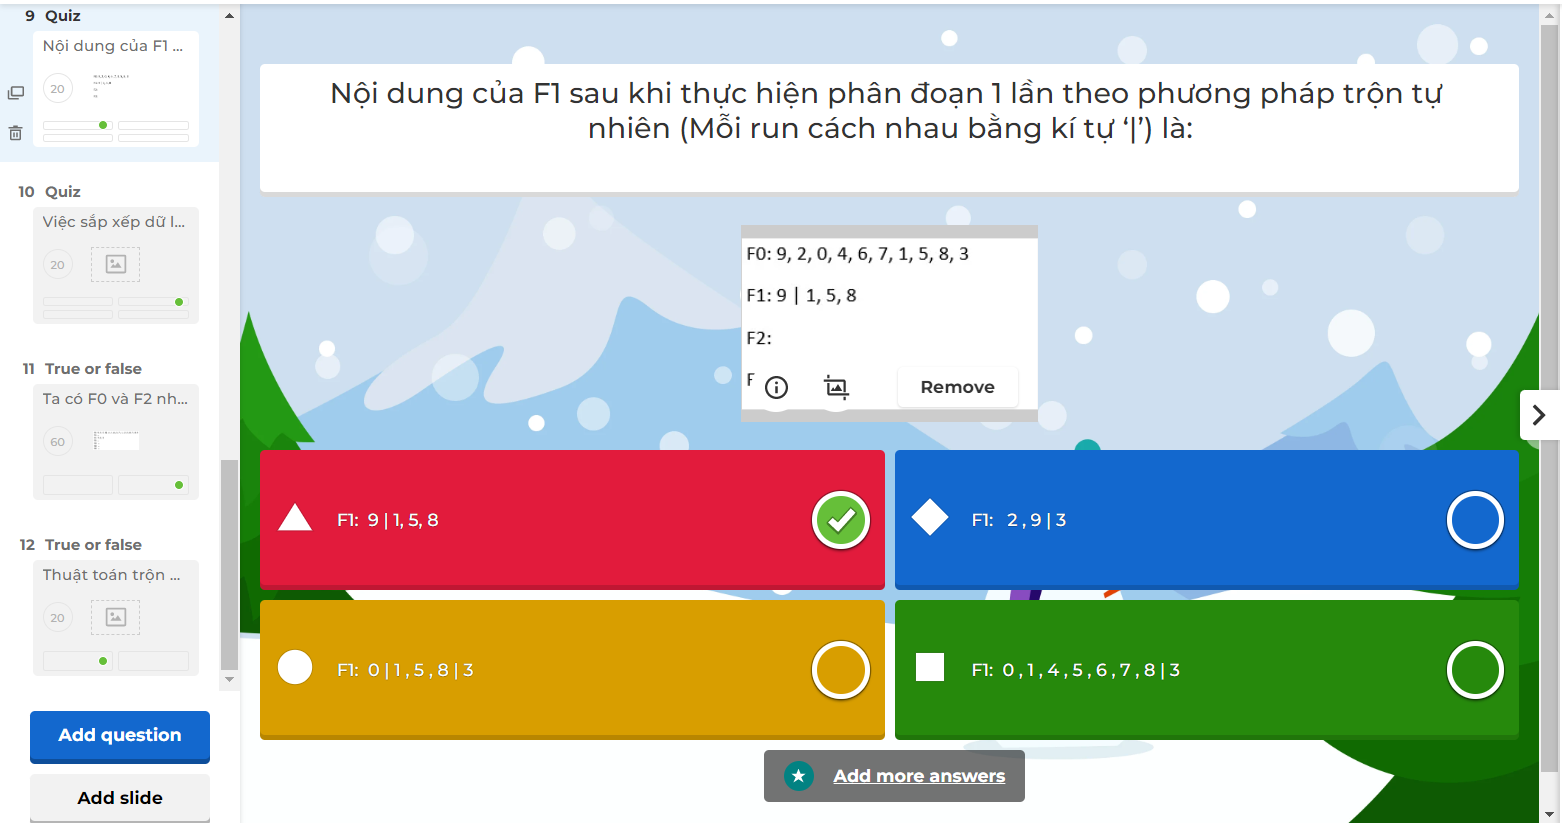 9 Quiz
Nội dung của F1 ...
20
10 Quiz
Việc sắp xếp dữ l...
20
11 True or false
Ta có F0 và F2 nh...
60
12 True or false
Thuật toán trộn ...
20
Add question
Add slide
Nội dung của F1 sau khi thực hiện phân đoạn 1 lần theo phương pháp trộn tự
nhiên (Mỗi run cách nhau bằng kí tự ‘|’) là:
F0: 9, 2, 0, 4, 6, 7, 1, 5, 8, 3
F1: 9 | 1, 5, 8
F2:
F
Remove
F1: 9 | 1, 5, 8
F1: 2 , 9 | 3
F1: 0 | 1 , 5 , 8 | 3
F1: 0 , 1 , 4 , 5 , 6 , 7 , 8 | 3
Add more answers